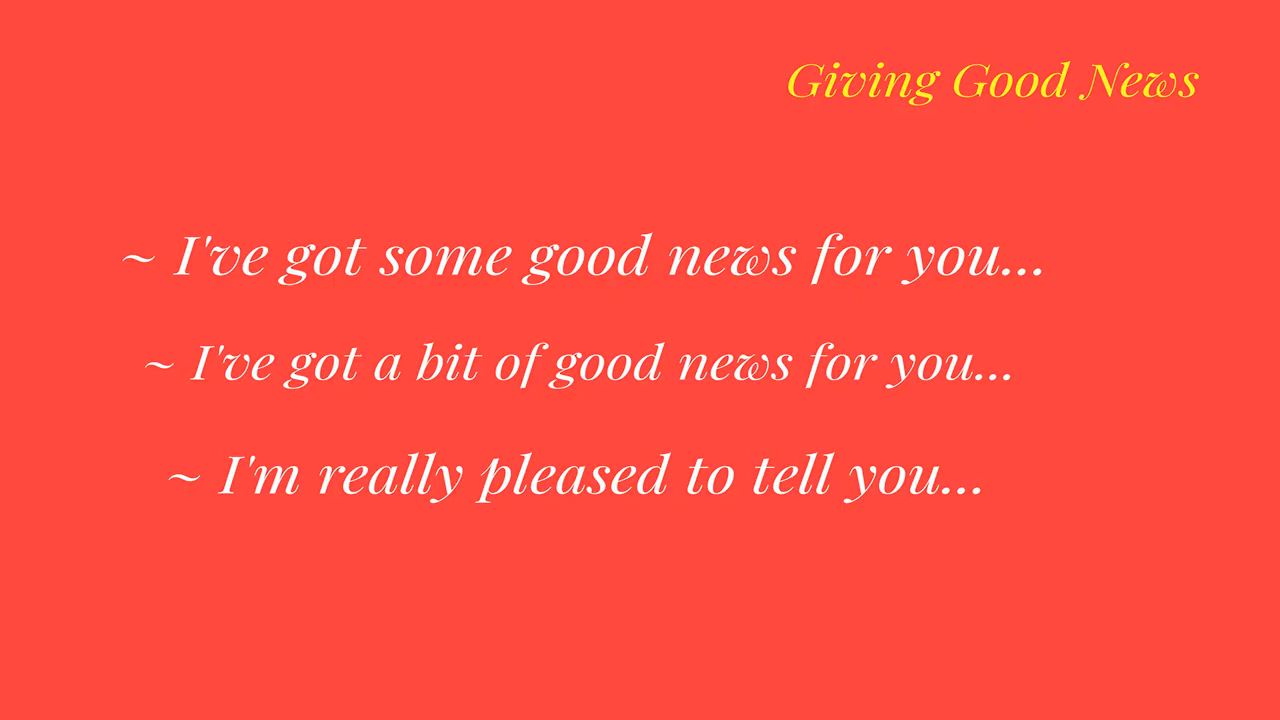 Giving Good News
~ I've got some good news for you...
~ I've got a bit of good news for you...
~ I'm really pleased to tell you...